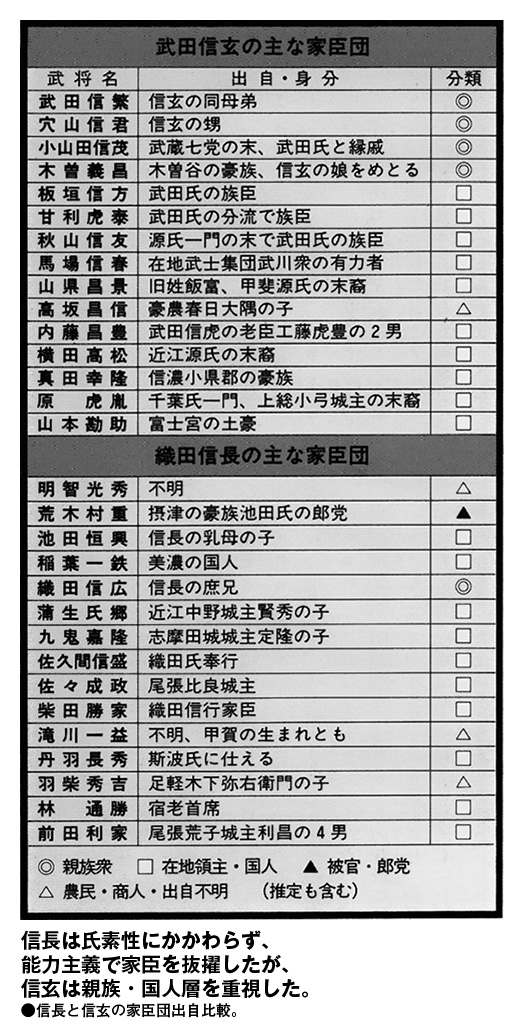 武田信玄の主な家臣団
武将名 出自・身分 分類
武田信繁 信玄の同母弟 ◎
穴山信君 信玄の甥 ◎
小山田信茂 武蔵七党の末、武田氏と縁戚 ◎
木曽義昌 木曽谷の豪族、信玄の娘をめとる ◎
板垣信方 武田氏の族臣 □
甘利虎泰 武田氏の分流で族臣 □
秋山信友 源氏一門の末で武田氏の族臣 □
馬場信春 在地武士集団武川衆の有力者 □
山県昌景 旧姓飯富、甲斐源氏の末裔 □
高坂昌信 豪農春日大隅の子 △
内藤昌豊 武田信虎の老臣工藤虎豊の2男 □
横田高松 近江源氏の末裔 □
真田幸隆 信濃小県郡の豪族 □
原虎胤 千葉氏一門、上総小弓城主の末裔 □
山本勘助 富士宮の土豪 □
織田信長の主な家臣団
明智光秀 不明 △
荒木村重 摂津の豪族池田氏の郎党 ▲
池田恒興 信長の乳母の子 □
稲葉一鉄 美濃の国人 □
織田信広 信長の庶兄 ◎
蒲生氏郷 近江中野城主賢秀の子 □
九鬼嘉隆 志摩田城城主定隆の子 □
佐久間信盛 織田氏奉行 □
佐々成政 尾張比良城主 □
柴田勝家 織田信行家臣 □
滝川一益 不明、甲賀の生まれとも △
丹羽長秀 斯波氏に仕える □
羽柴秀吉 足軽木下弥右衛門の子 △
林通勝 宿老首席 □
前田利家 尾張荒子城主利昌の4男 □
◎ 親族衆 □ 在地領主・国人 ▲ 被官・郎党
△ 農民・商人・出自不明 (推定も含む)
信長は氏素性にかかわらず、
能力主義で家臣を抜擢したが、
信玄は親族・国人層を重視した。
●信長と信玄の家臣団出自比較。